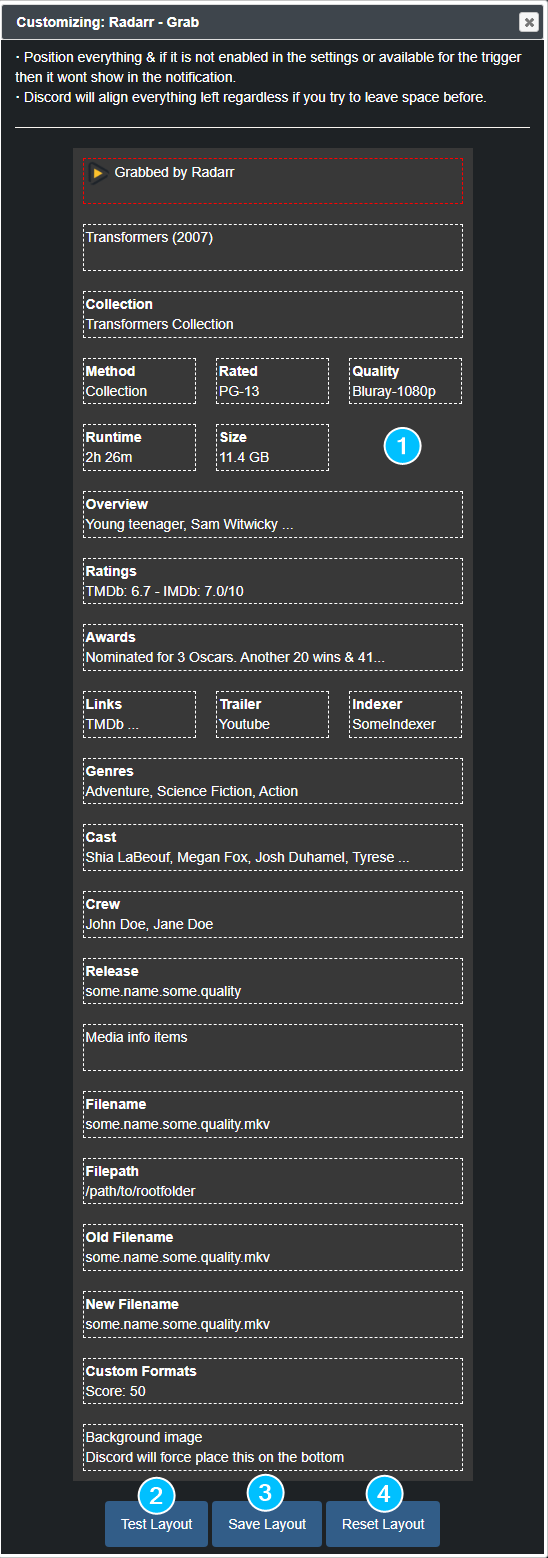 Customizing: Radarr - Grab
· Position everything & if it is not enabled in the settings or available for the trigger
then it wont show in the notification.
· Discord will align everything left regardless if you try to leave space before.
Grabbed by Radarr
Transformers (2007)
Collection
Transformers Collection
Method Rated Quality
Collection PG-13 Bluray-1080p
Runtime Size
2h 26m 11.4 GB
1
Overview
Young teenager, Sam Witwicky ...
Ratings
TMDb: 6.7 - IMDb: 7.0/10
Awards
Nominated for 3 Oscars. Another 20 wins & 41...
Links Trailer Indexer
TMDb ... Youtube SomeIndexer
Genres
Adventure, Science Fiction, Action
Cast
Shia LaBeouf, Megan Fox, Josh Duhamel, Tyrese ...
Crew
John Doe, Jane Doe
Release
some.name.some.quality
Media info items
Filename
some.name.some.quality.mkv
Filepath
/path/to/rootfolder
Old Filename
some.name.some.quality.mkv
New Filename
some.name.some.quality.mkv
Custom Formats
Score: 50
Background image
Discord will force place this on the bottom
2 3 4
Test Layout Save Layout Reset Layout